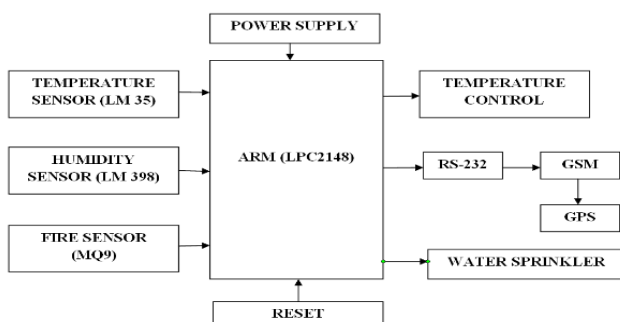 POWER SUPPLY
TEMPERATURE
SENSOR (LM 35)
HUMIDITY
SENSOR (LM 398)
FIRE SENSOR
(MQ9)
ARM (LPC2148)
TEMPERATURE
CONTROL
RS-232
GSM
GPS
WATER SPRINKLER
RESET